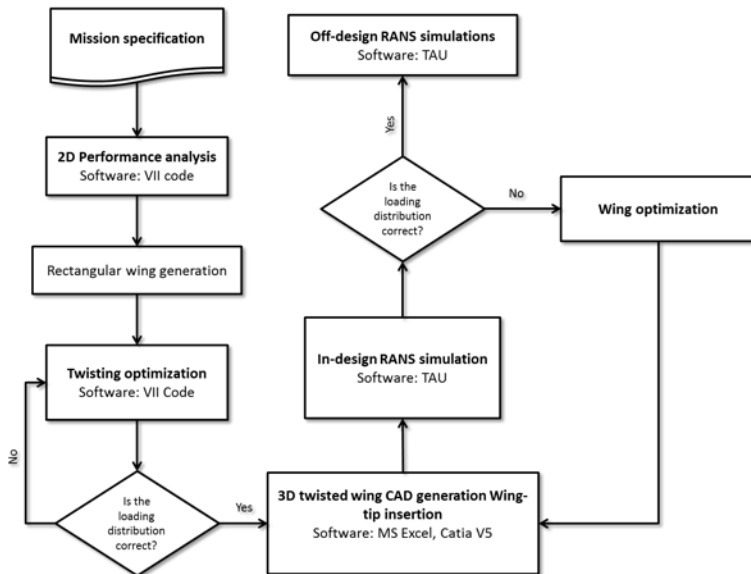 Mission specification
2D Performance analysis
Software: VII code
Rectangular wing generation
Twisting optimization
Software: VII Code
No
Is the
loading
distribution
correct?
Yes
3D twisted wing CAD generation Wing-
tip insertion
Software: MS Excel, Catia V5
In-design RANS simulation
Software: TAU
Is the
loading
distribution
correct?
No
Wing optimization
Yes
Off-design RANS simulations
Software: TAU